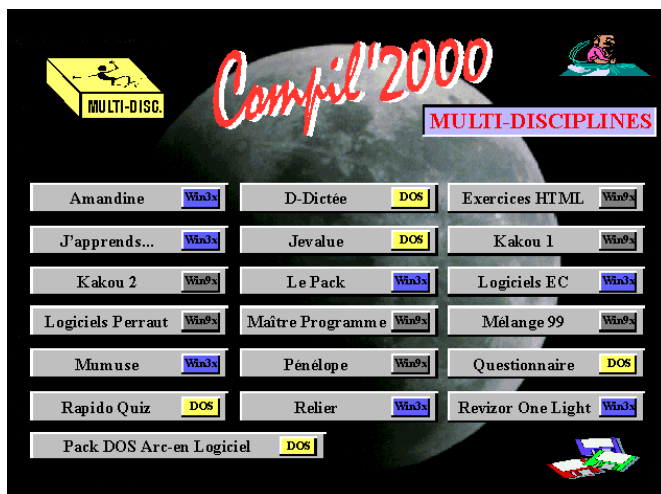 Compil'2000
MULTI-DISC.
MULTI-DISCIPLINES
Amandine Win3x D-Dictée DOS Exercices HTML Win9x
J'apprends... Win3x Jevalue DOS Kakou 1 Win9x
Kakou 2 Win9x Le Pack Win3x Logiciels EC Win3x
Logiciels Perraut Win9x Maître Programme Win9x Mélange 99 Win9x
Mumuse Win3x Pénélope Win9x Questionnaire DOS
Rapido Quiz DOS Relier Win3x Revizor One Light Win3x
Pack DOS Arc-en Logiciel DOS